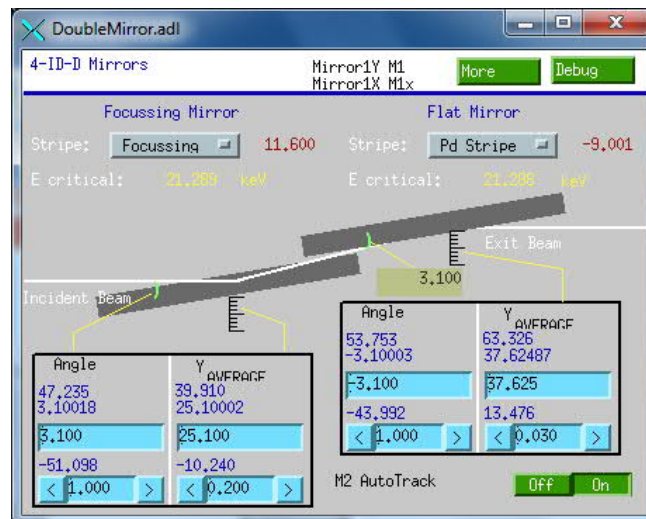 DoubleMirror.adl
4-ID-D Mirrors
Mirror1Y M1
Mirror1X M1x
More
Debug
Focussing Mirror
Flat Mirror
Stripe: Focussing 11.600
Stripe: Pd Stripe -9.001
E critical: 21.289 keV
E critical: 21.288 keV
Exit Beam
3.100
Incident Beam
Angle
47.235
3.10018
3.100
-51.098
< 1.000 >
Y
AVERAGE
39.910
25.10002
25.100
-10.240
< 0.200 >
Angle
53.753
-3.10003
-3.100
-43.992
< 1.000 >
Y
AVERAGE
63.326
37.62487
37.625
13.476
< 0.030 >
M2 AutoTrack
Off
On